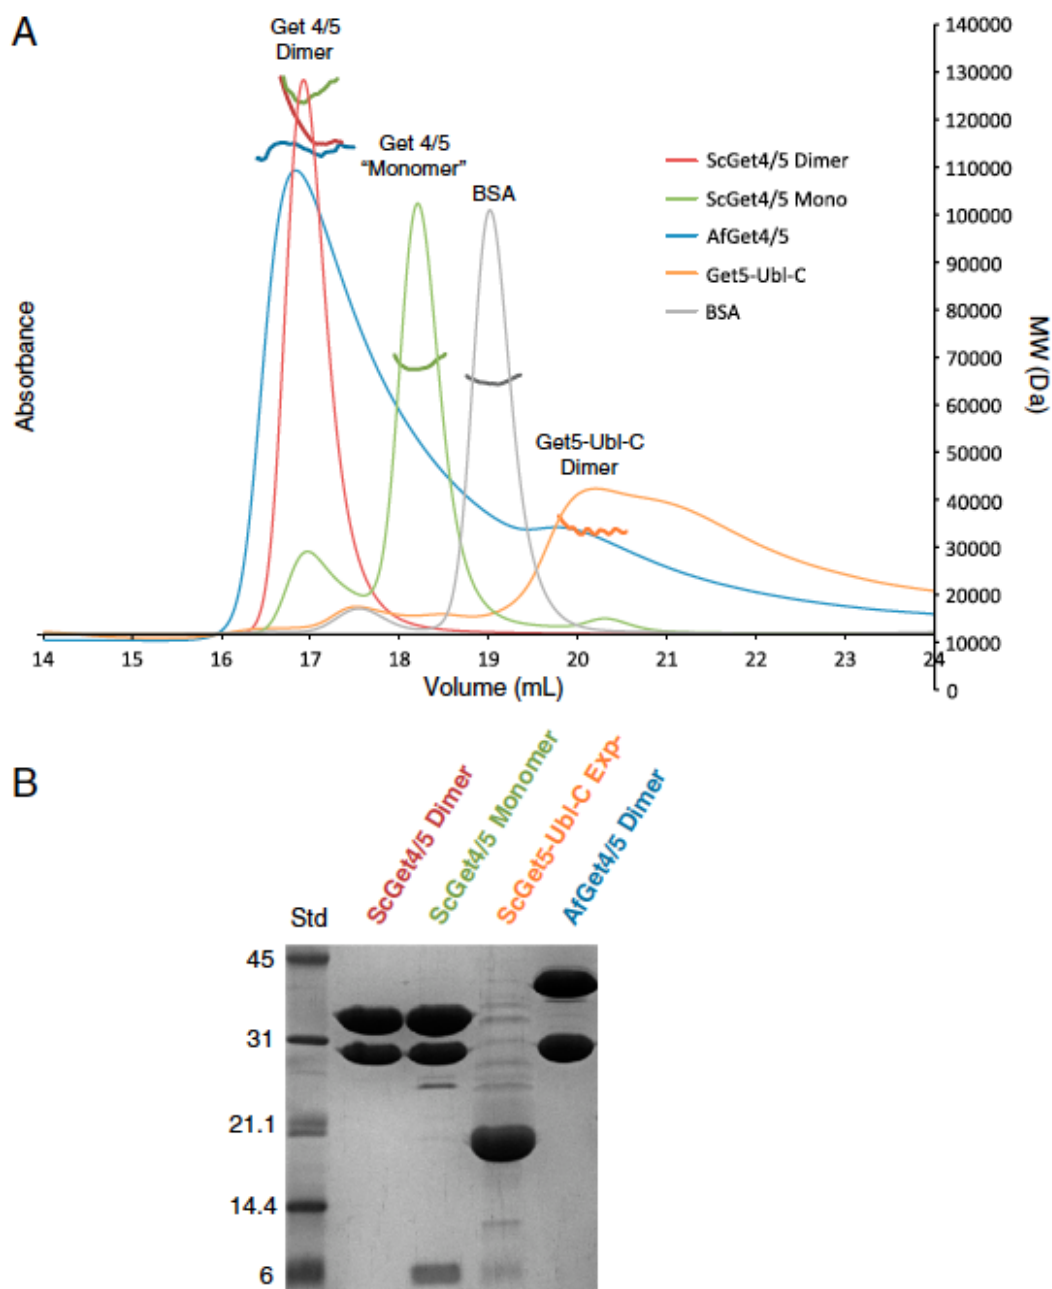 A
Get 4/5
Dimer
Get 4/5
“Monomer”
BSA
Get5-Ubl-C
Dimer
ScGet4/5 Dimer
ScGet4/5 Mono
AfGet4/5
Get5-Ubl-C
BSA
Absorbance
140000
130000
120000
110000
100000
90000
80000
70000
60000
50000
40000
30000
20000
10000
0
MW (Da)
14 15 16 17 18 19 20 21 22 23 24
Volume (mL)
B
Std
ScGet4/5 Dimer
ScGet4/5 Monomer
ScGet5-Ubl-C Exp-
AfGet4/5 Dimer
45
31
21.1
14.4
6